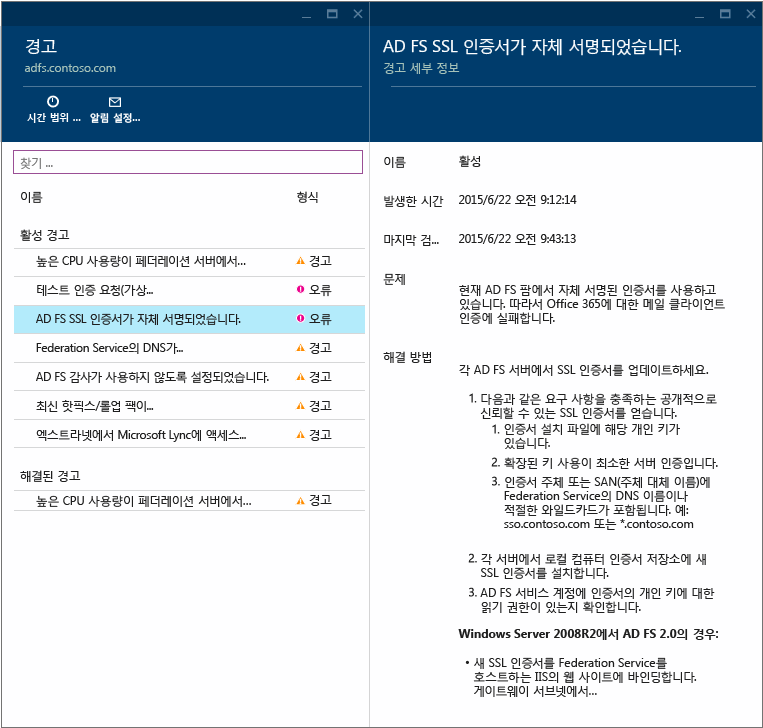 경고
adfs.contoso.com
시간 범위 ...
알림 설정...
찾기 ...
이름 형식
활성 경고
높은 CPU 사용량이 페더레이션 서버에서... 경고
테스트 인증 요청(가상... 오류
AD FS SSL 인증서가 자체 서명되었습니다. 오류
Federation Service의 DNS가... 경고
AD FS 감사가 사용하지 않도록 설정되었습니다. 경고
최신 핫픽스/롤업 팩이... 경고
엑스트라넷에서 Microsoft Lync에 액세스... 경고
해결된 경고
높은 CPU 사용량이 페더레이션 서버에서... 경고
AD FS SSL 인증서가 자체 서명되었습니다.
경고 세부 정보
이름 활성
발생한 시간 2015/6/22 오전 9:12:14
마지막 검... 2015/6/22 오전 9:43:13
문제
현재 AD FS 팜에서 자체 서명된 인증서를 사용하고
있습니다. 따라서 Office 365에 대한 메일 클라이언트
인증에 실패합니다.
해결 방법
각 AD FS 서버에서 SSL 인증서를 업데이트하세요.
1. 다음과 같은 요구 사항을 충족하는 공개적으로
신뢰할 수 있는 SSL 인증서를 얻습니다.
1. 인증서 설치 파일에 해당 개인 키가
있습니다.
2. 확장된 키 사용이 최소한 서버 인증입니다.
3. 인증서 주체 또는 SAN(주체 대체 이름)에
Federation Service의 DNS 이름이나
적절한 와일드카드가 포함됩니다. 예:
sso.contoso.com 또는 *.contoso.com
2. 각 서버에서 로컬 컴퓨터 인증서 저장소에 새
SSL 인증서를 설치합니다.
3. AD FS 서비스 계정에 인증서의 개인 키에 대한
읽기 권한이 있는지 확인합니다.
Windows Server 2008R2에서 AD FS 2.0의 경우:
• 새 SSL 인증서를 Federation Service를
호스트하는 IIS의 웹 사이트에 바인딩합니다.
게이트웨이 서브넷에서...